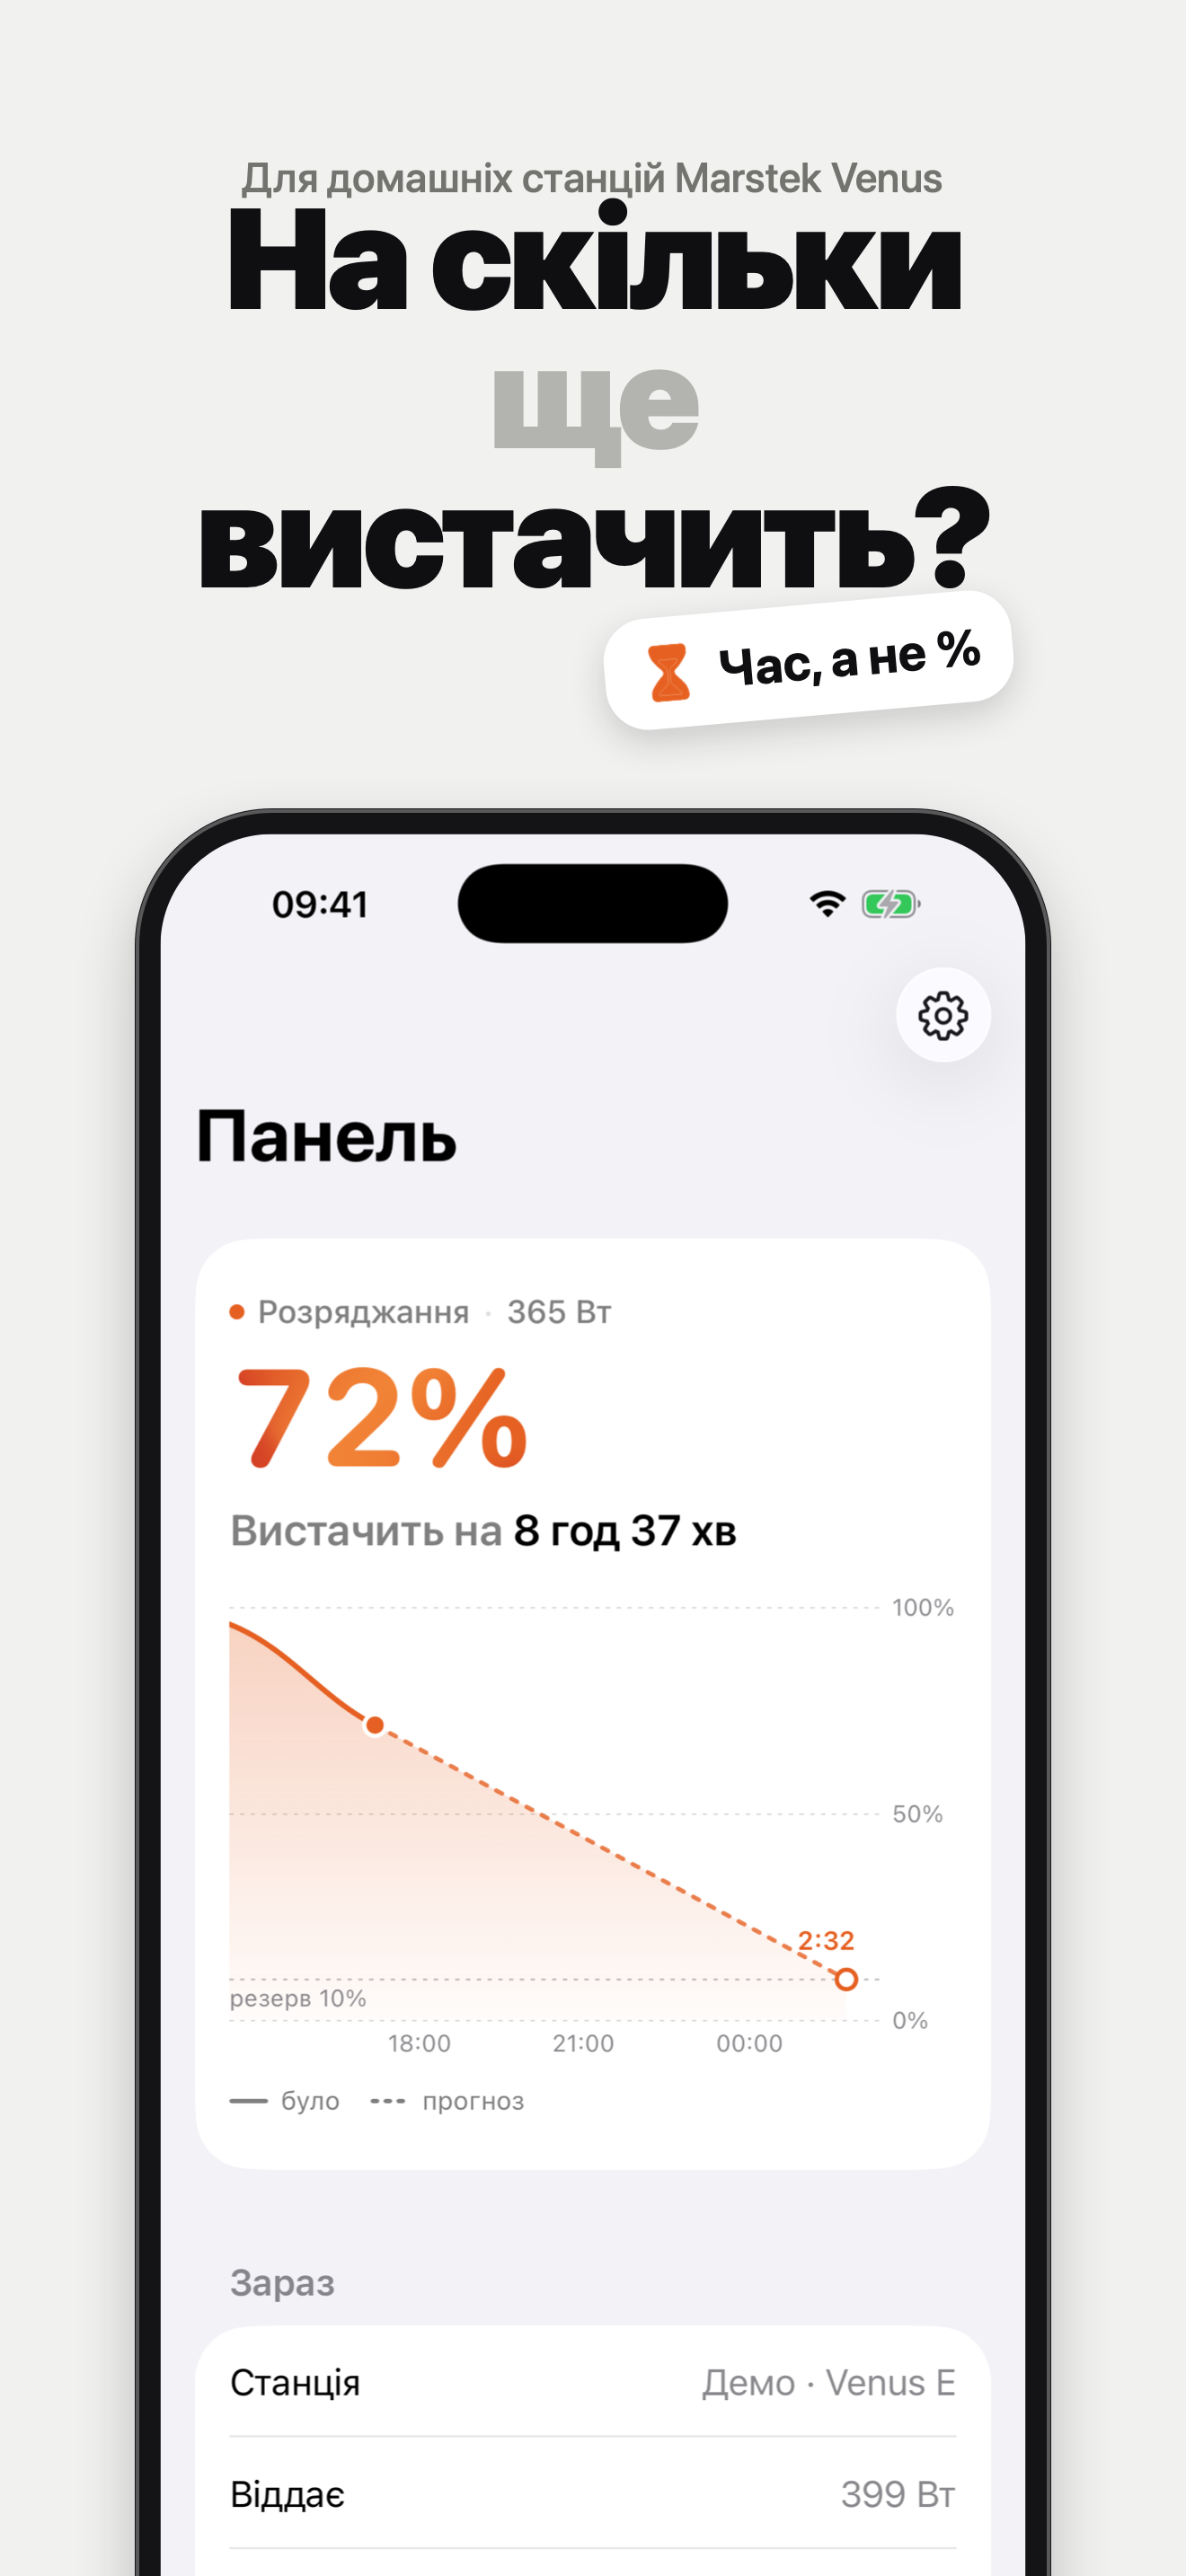 Для домашніх станцій Marstek Venus
На скільки
ще
вистачить?
Час, а не %
09:41
Панель
Розряджання · 365 Вт
72%
Вистачить на 8 год 37 хв
100%
50%
2:32
резерв 10%
0%
18:00 21:00 00:00
було прогноз
Зараз
Станція Демо · Venus E
Віддає 399 Вт